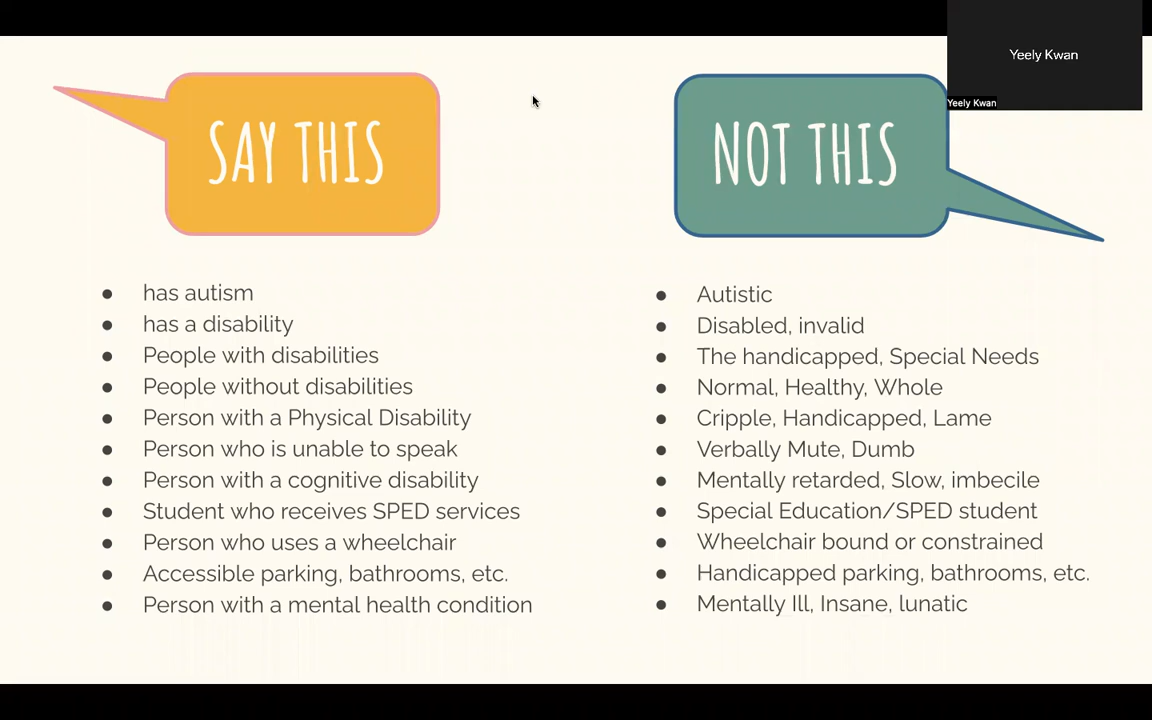 Yeely Kwan
Yeely Kwan
SAY THIS
NOT THIS
has autism
has a disability
People with disabilities
People without disabilities
Person with a Physical Disability
Person who is unable to speak
Person with a cognitive disability
Student who receives SPED services
Person who uses a wheelchair
Accessible parking, bathrooms, etc.
Person with a mental health condition
Autistic
Disabled, invalid
The handicapped, Special Needs
Normal, Healthy, Whole
Cripple, Handicapped, Lame
Verbally Mute, Dumb
Mentally retarded, Slow, imbecile
Special Education/SPED student
Wheelchair bound or constrained
Handicapped parking, bathrooms, etc.
Mentally Ill, Insane, lunatic